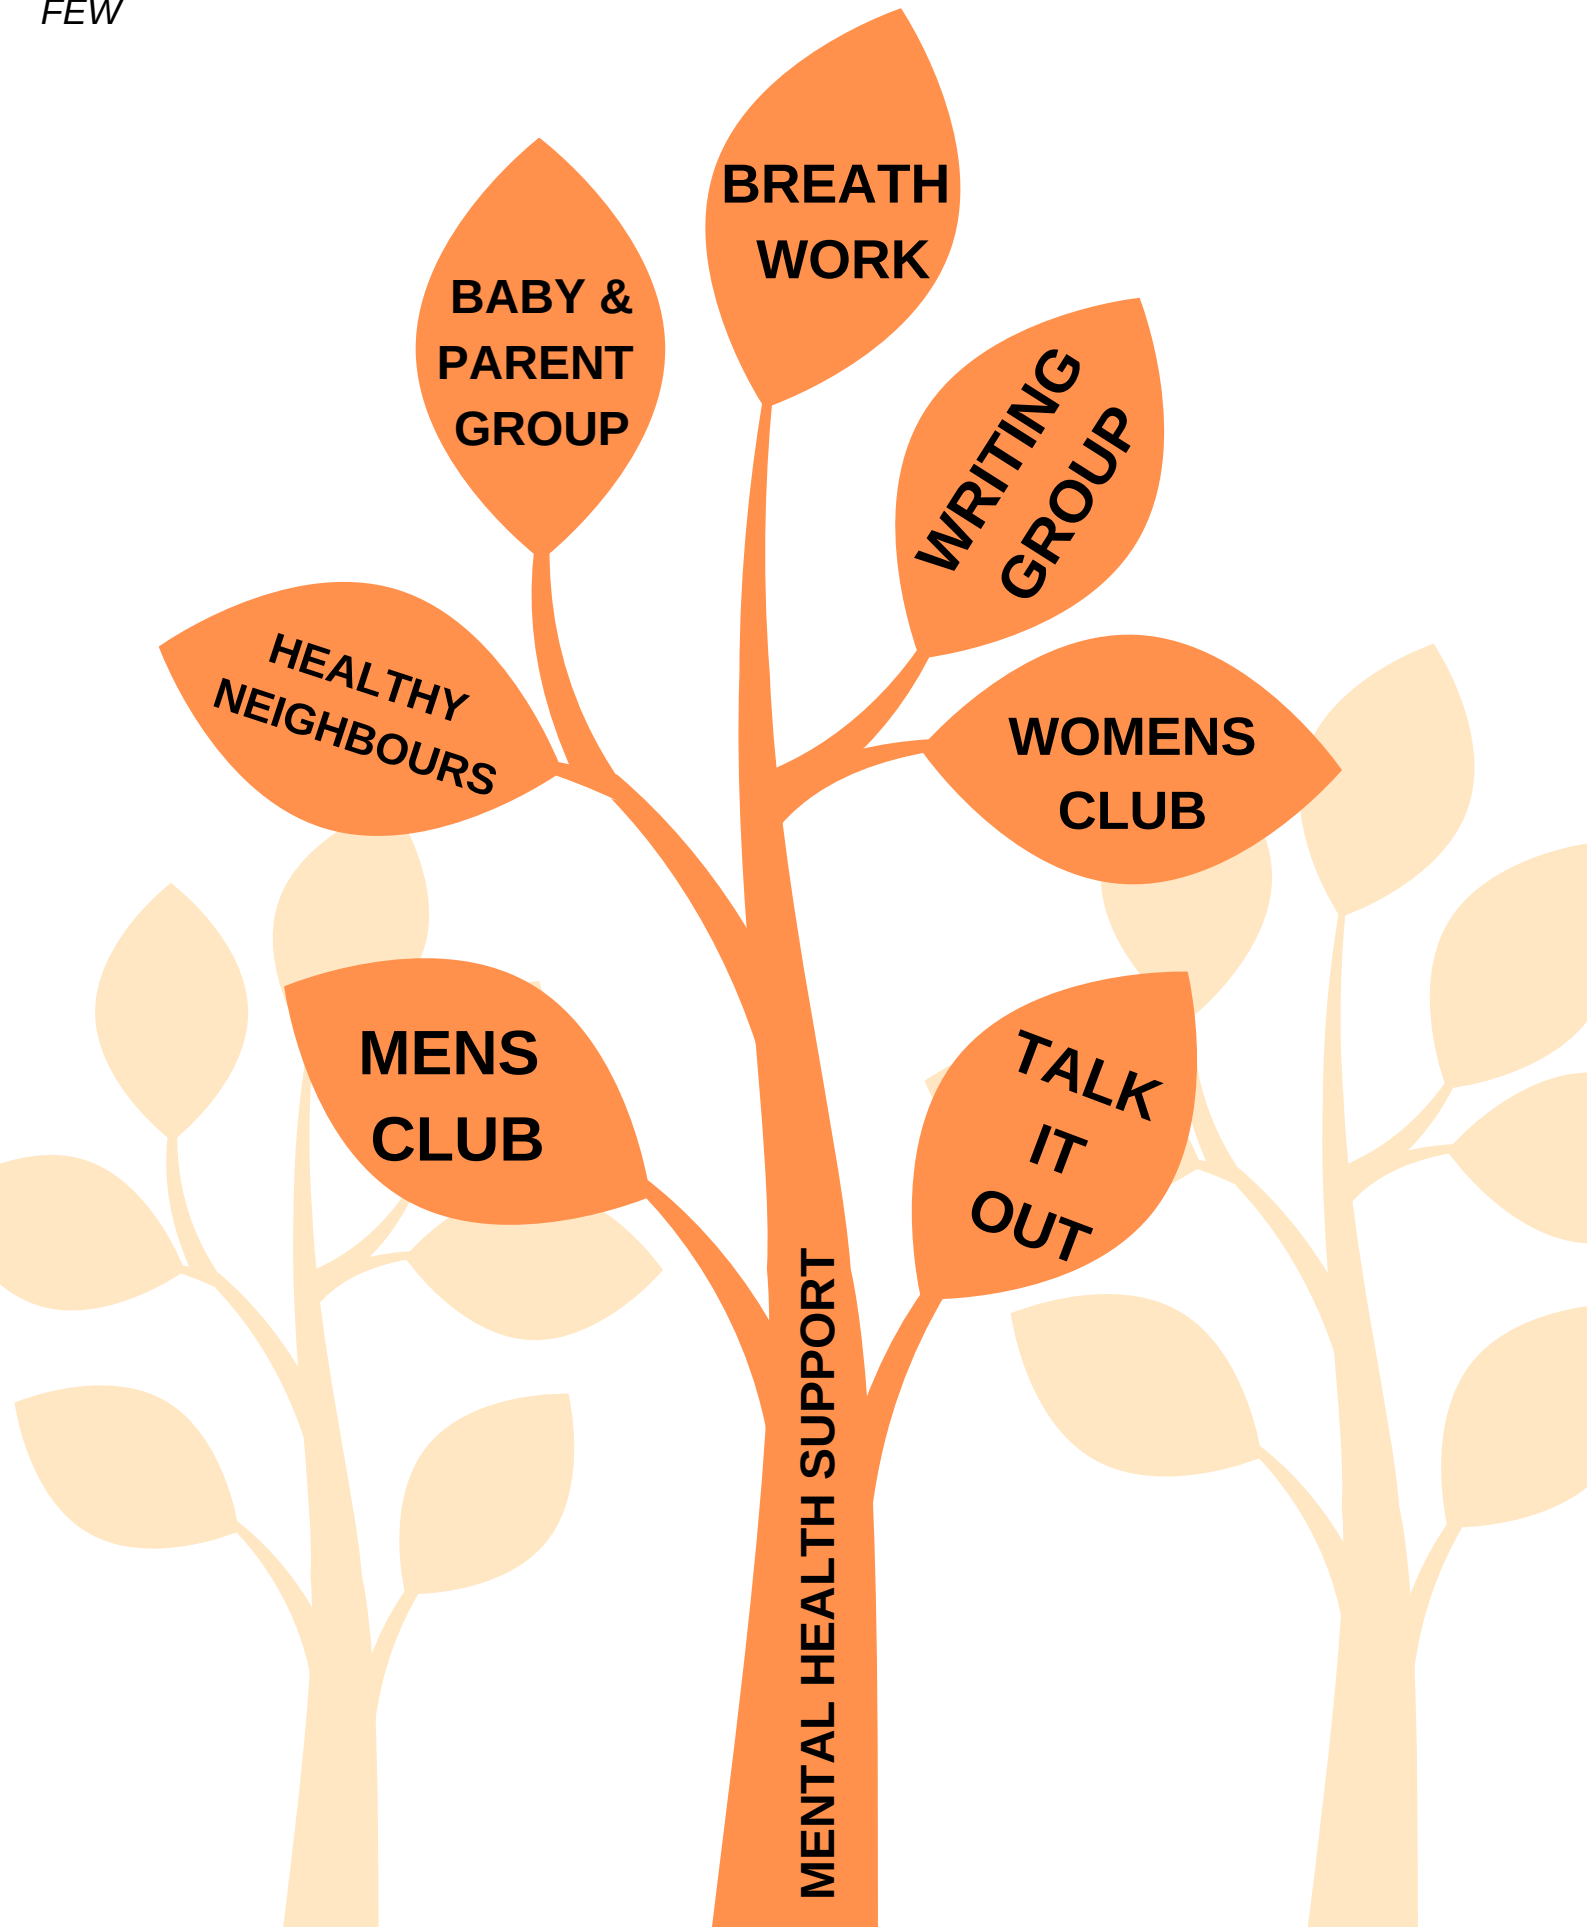 FEW
BREATH
WORK
BABY &
PARENT
GROUP
WRITING
GROUP
HEALTHY
NEIGHBOURS
WOMENS
CLUB
MENS
CLUB
TALK
IT
OUT
MENTAL HEALTH SUPPORT